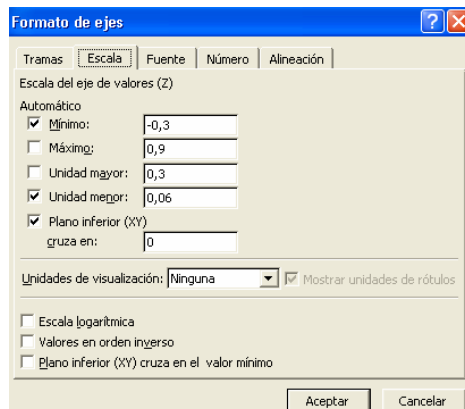 Formato de ejes
Tramas Escala Fuente Número Alineación
Escala del eje de valores (Z)
Automático
Mínimo: -0,3
Máximo: 0,9
Unidad mayor: 0,3
Unidad menor: 0,06
Plano inferior (XY)
cruza en: 0
Unidades de visualización: Ninguna Mostrar unidades de rótulos
Escala logarítmica
Valores en orden inverso
Plano inferior (XY) cruza en el valor mínimo
Aceptar Cancelar